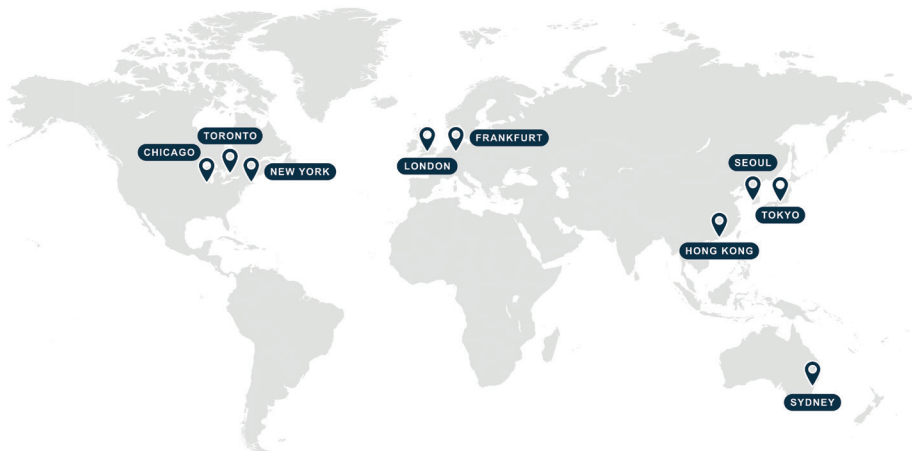 TORONTO
CHICAGO
NEW YORK
LONDON
FRANKFURT
SEOUL
TOKYO
HONG KONG
SYDNEY